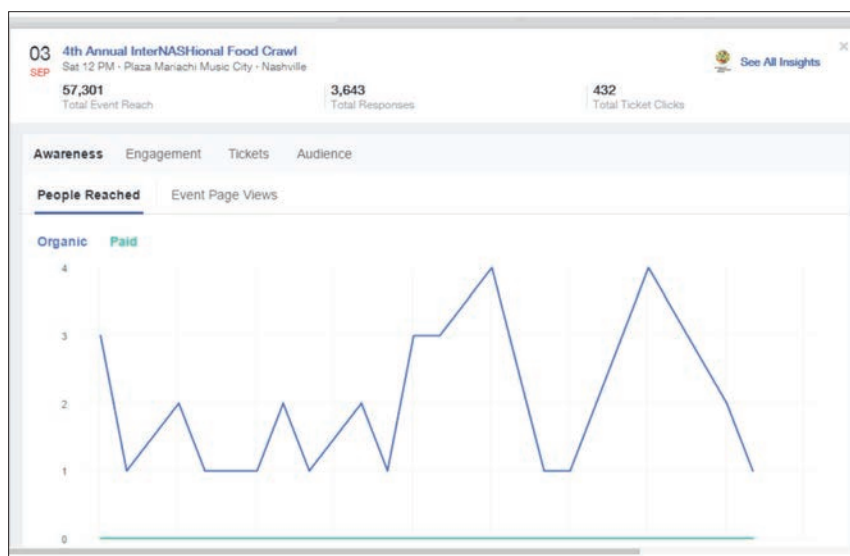 03
SEP
4th Annual InterNASHional Food Crawl
Sat 12 PM - Plaza Mariachi Music City - Nashville
See All Insights
57,301
Total Event Reach
3,643
Total Responses
432
Total Ticket Clicks
Awareness Engagement Tickets Audience
People Reached Event Page Views
Organic Paid
4
3
2
1
0